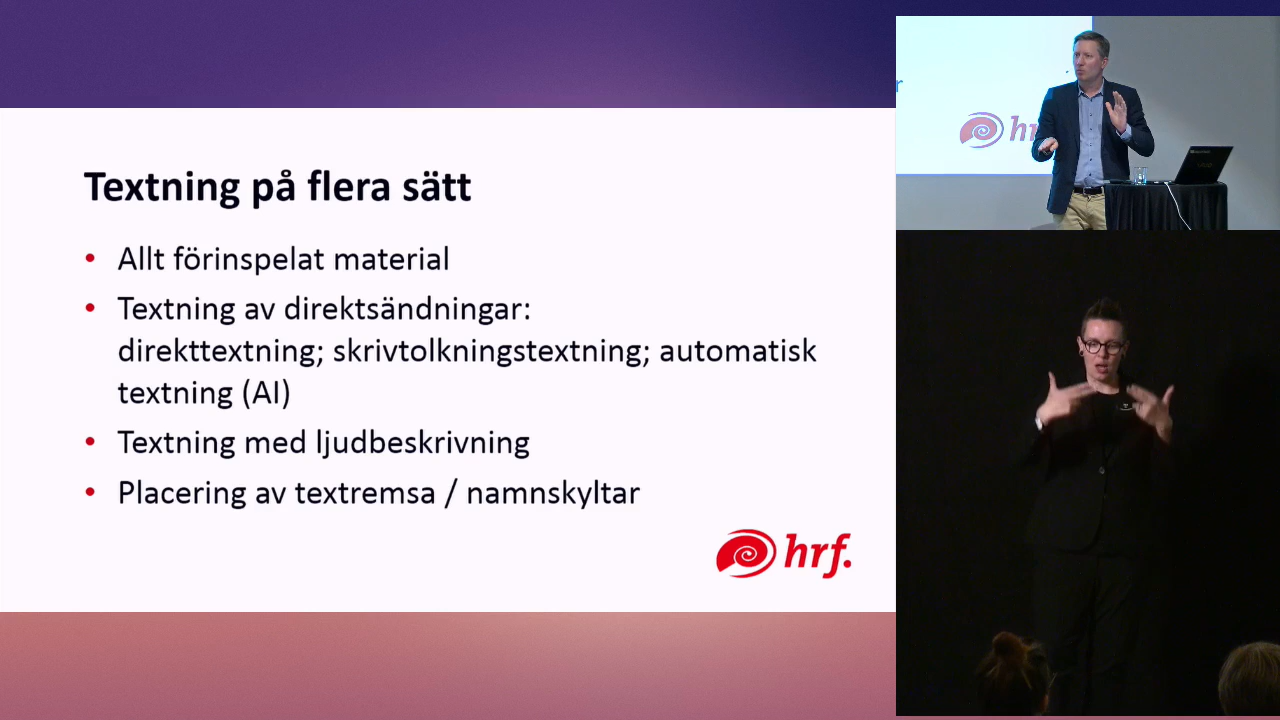 Textning på flera sätt
• Allt förinspelat material
• Textning av direktsändningar:
direkttextning; skrivtolkningstextning; automatisk
textning (AI)
• Textning med ljudbeskrivning
• Placering av textremsa / namnskyltar
hrf.